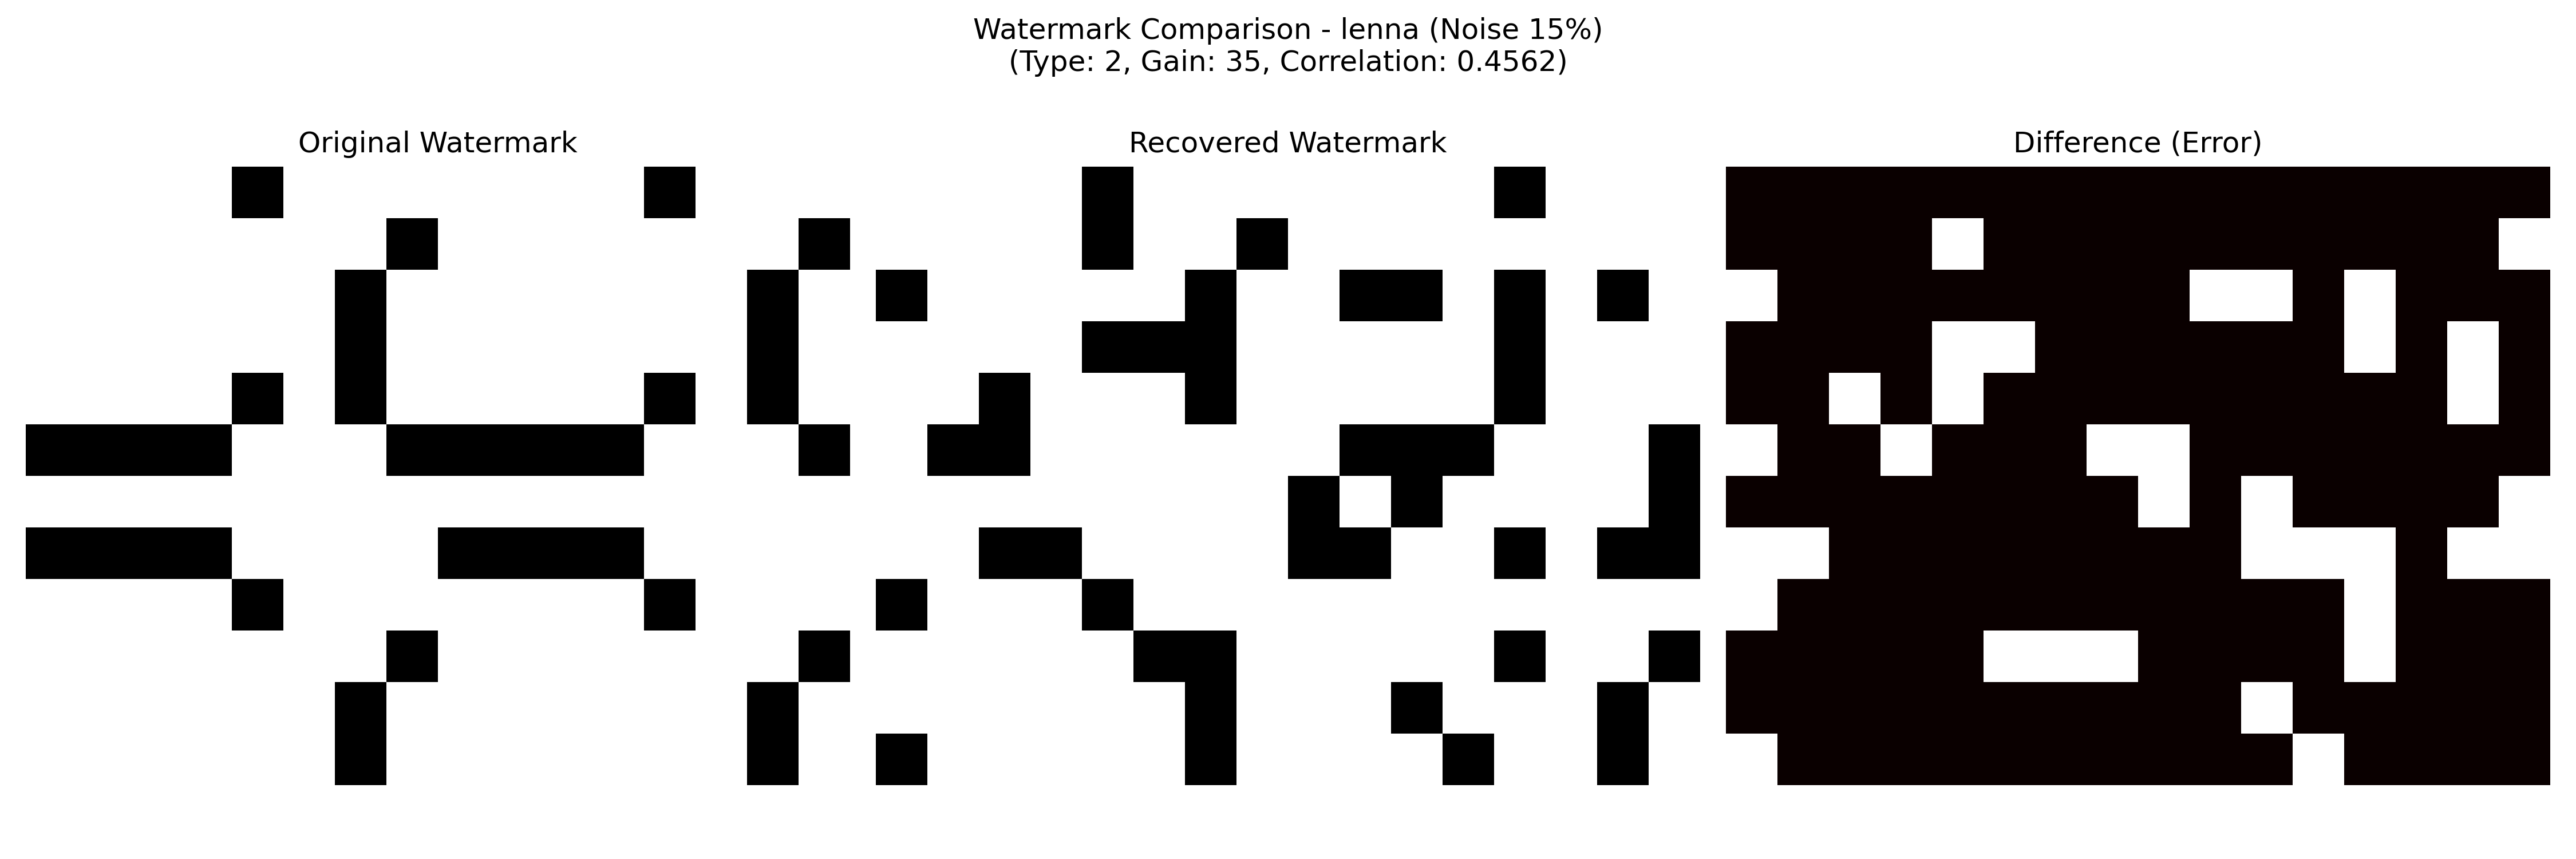 Watermark Comparison - lenna (Noise 15%)
(Type: 2, Gain: 35, Correlation: 0.4562)
Original Watermark
Recovered Watermark
Difference (Error)